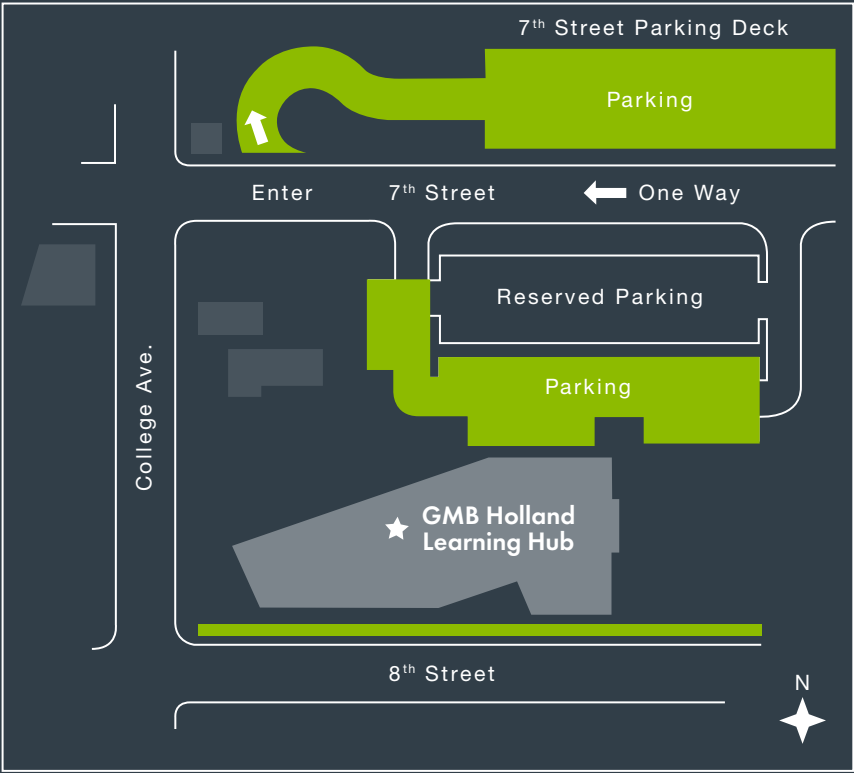 7th Street Parking Deck
Parking
Enter
7th Street
One Way
Reserved Parking
Parking
College Ave.
GMB Holland
Learning Hub
8th Street
N